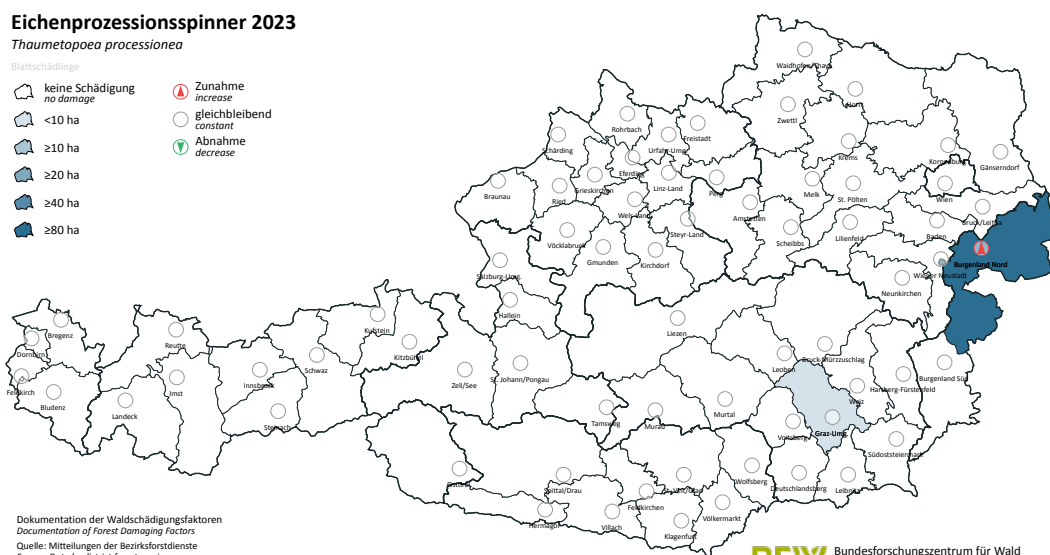 Eichenprozessionsspinner 2023
Thaumetopoea processionea
Blattschädlinge
keine Schädigung
no damage
<10 ha
≥10 ha
≥20 ha
≥40 ha
≥80 ha
Zunahme
increase
gleichbleibend
constant
Abnahme
decrease
Waidhofen/Thaya
Horn
Zwettl
Rohrbach
Freistadt
Schärding
Urfahr-Umg.
Krems
Korneuburg
Gänserndorf
Eferding
Grieskirchen
Linz-Land
Perg
Melk
St. Pölten
Wien
Braunau
Ried
Wels-Land
Amstetten
Bruck/Leitha
Steyr-Land
Scheibbs
Lilienfeld
Baden
Vöcklabruck
Gmunden
Kirchdorf
Burgenland Nord
Salzburg-Umg.
Wiener Neustadt
Neunkirchen
Hallein
Liezen
Bregenz
Kufstein
Reutte
Dornbirn
Kitzbühel
Bruck-Mürzzuschlag
Schwaz
Leoben
Zell/See
St. Johann/Pongau
Innsbruck
Burgenland Süd
Feldkirch
Imst
Hartberg-Fürstenfeld
Bludenz
Landeck
Weiz
Murtal
Steinach
Tamsweg
Murau
Voitsberg
Graz-Umg.
Südoststeiermark
Osttirol
Spittal/Drau
St. Veit/Glan
Wolfsberg
Deutschlandsberg
Leibnitz
Feldkirchen
Hermagor
Villach
Völkermarkt
Klagenfurt
Dokumentation der Waldschädigungsfaktoren
Documentation of Forest Damaging Factors
Quelle: Mitteilungen der Bezirksforstdienste
BFW
Bundesforschungszentrum für Wald